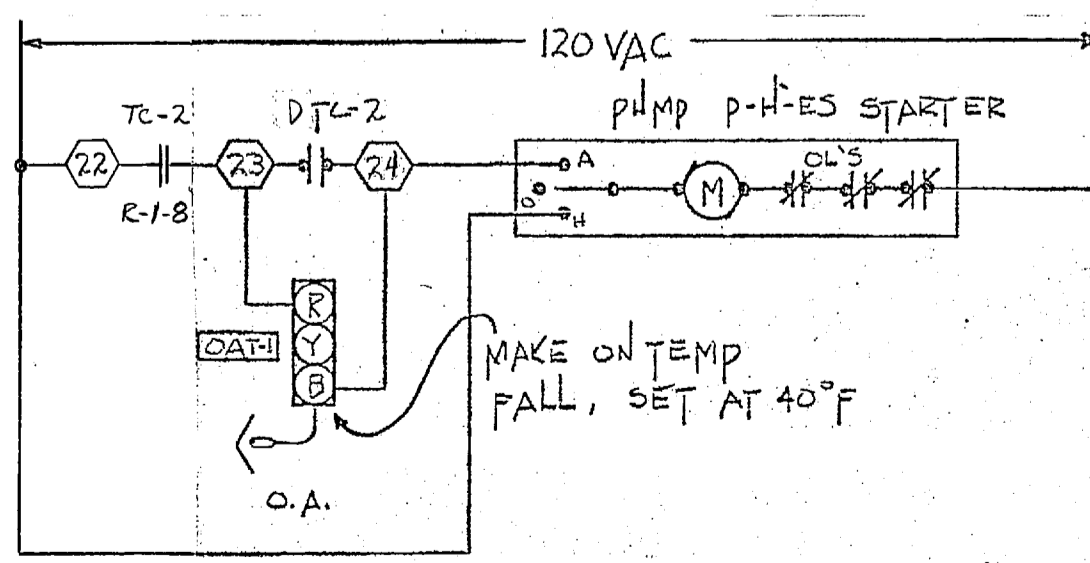 120 VAC
TC-2 DTC-2 PUMP P-H-ES STARTER
22 23 24 A OL'S
O M
R-1-8 H
R
OAT-1 Y MAKE ON TEMP
B FALL, SET AT 40°F
O.A.